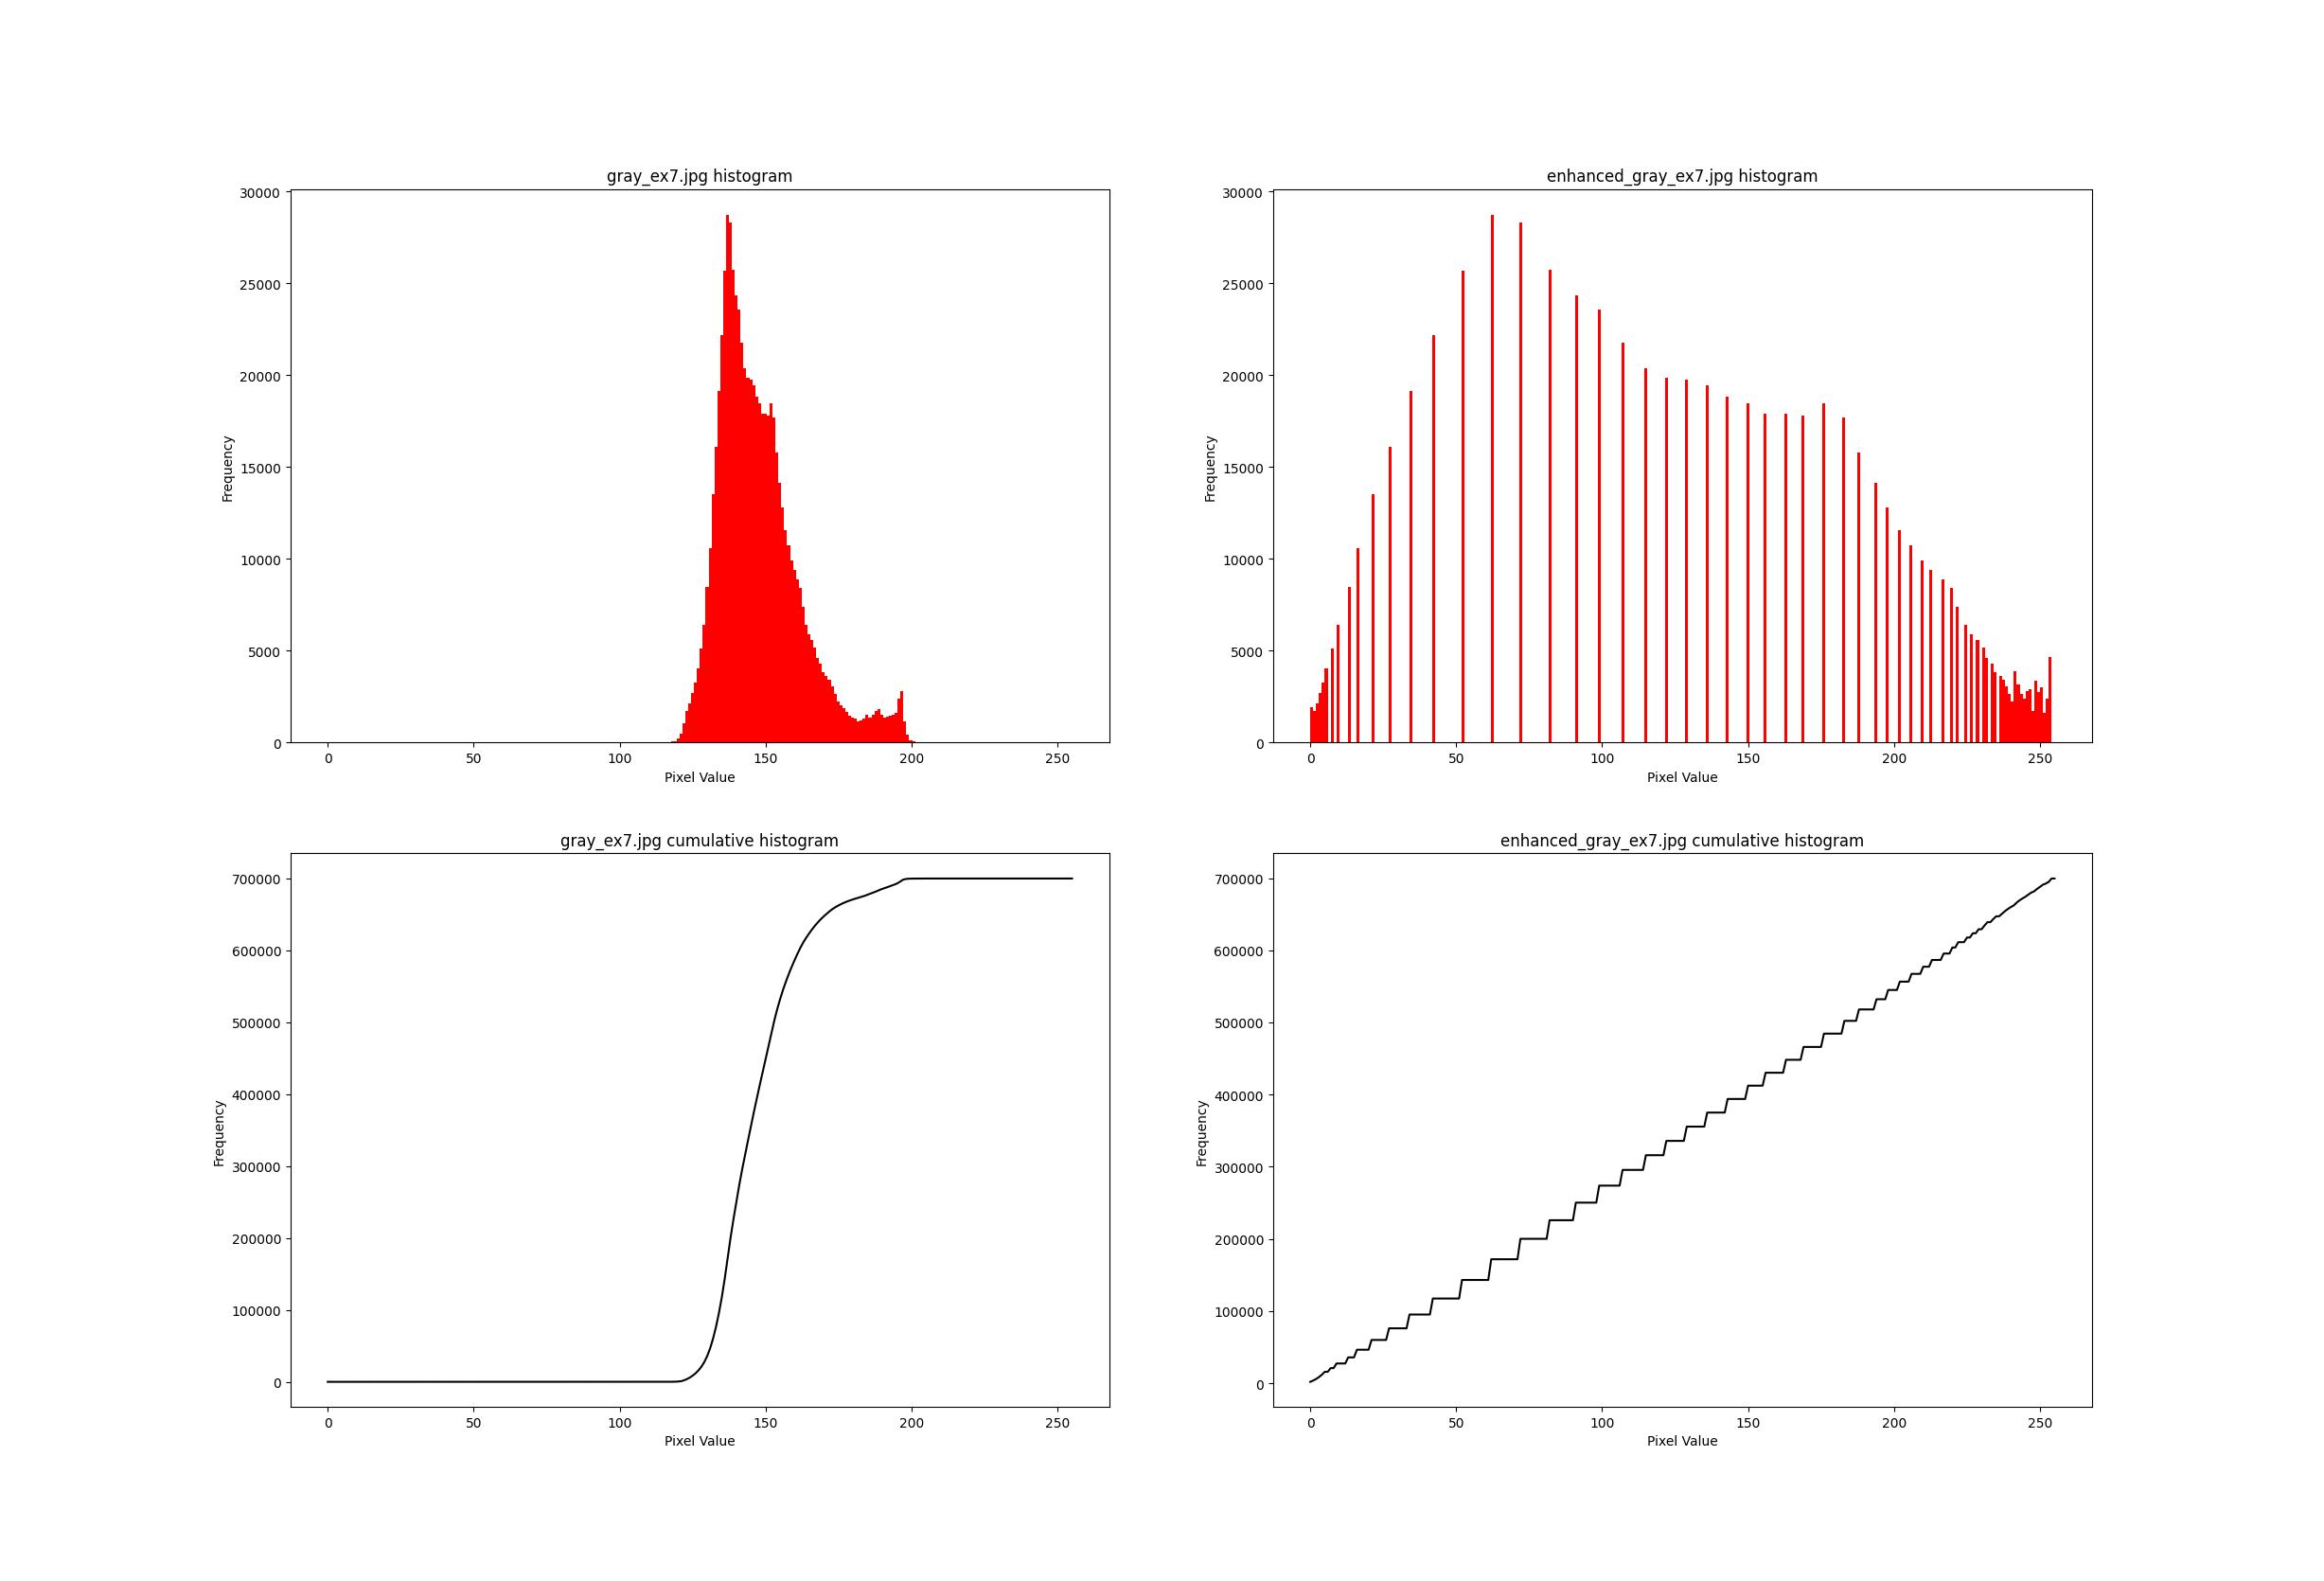 gray_ex7.jpg histogram
30000
25000
20000
15000
10000
5000
0
Frequency
0 50 100 150 200 250
Pixel Value
enhanced_gray_ex7.jpg histogram
30000
25000
20000
15000
10000
5000
0
Frequency
0 50 100 150 200 250
Pixel Value
gray_ex7.jpg cumulative histogram
700000
600000
500000
400000
300000
200000
100000
0
Frequency
0 50 100 150 200 250
Pixel Value
enhanced_gray_ex7.jpg cumulative histogram
700000
600000
500000
400000
300000
200000
100000
0
Frequency
0 50 100 150 200 250
Pixel Value